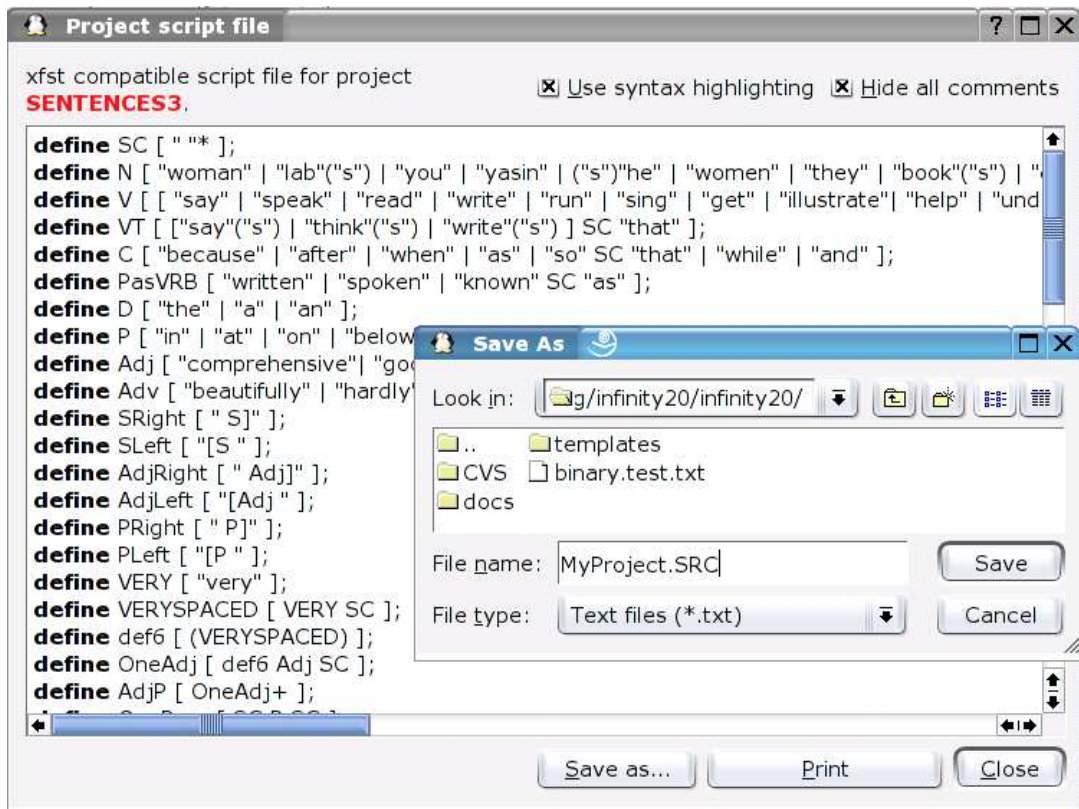 Project script file
xfst compatible script file for project
SENTENCES3.
Use syntax highlighting Hide all comments
define SC [ " "* ];
define N [ "woman" | "lab"("s") | "you" | "yasin" | ("s")"he" | "women" | "they" | "book"("s") | "
define V [ [ "say" | "speak" | "read" | "write" | "run" | "sing" | "get" | "illustrate"| "help" | "und
define VT [ ["say"("s") | "think"("s") | "write"("s") ] SC "that" ];
define C [ "because" | "after" | "when" | "as" | "so" SC "that" | "while" | "and" ];
define PasVRB [ "written" | "spoken" | "known" SC "as" ];
define D [ "the" | "a" | "an" ];
define P [ "in" | "at" | "on" | "below
define Adj [ "comprehensive"| "goo
define Adv [ "beautifully" | "hardly"
define SRight [ " S]" ];
define SLeft [ "[S " ];
define AdjRight [ " Adj]" ];
define AdjLeft [ "[Adj " ];
define PRight [ " P]" ];
define PLeft [ "[P " ];
define VERY [ "very" ];
define VERYSPACED [ VERY SC ];
define def6 [ (VERYSPACED) ];
define OneAdj [ def6 Adj SC ];
define AdjP [ OneAdj+ ];
Save As
Look in: g/infinity20/infinity20/
.. templates
CVS binary.test.txt
docs
File name: MyProject.SRC Save
File type: Text files (*.txt) Cancel
Save as... Print Close